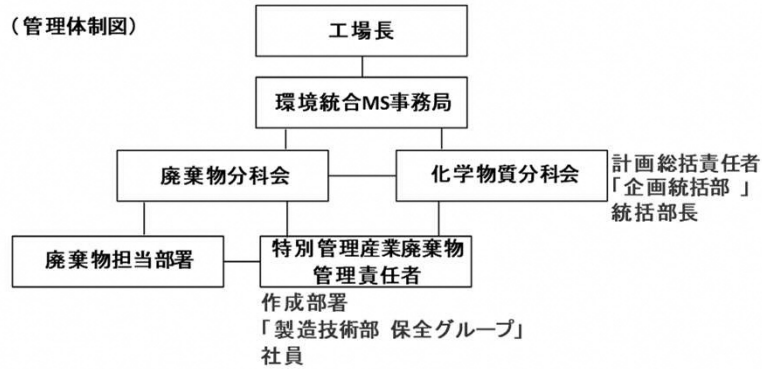 （管理体制図）
工場長
環境統合MS事務局
廃棄物分科会
化学物質分科会
計画総括責任者
「企画統括部 」
統括部長
廃棄物担当部署
特別管理産業廃棄物
管理責任者
作成部署
「製造技術部 保全グループ」
社員